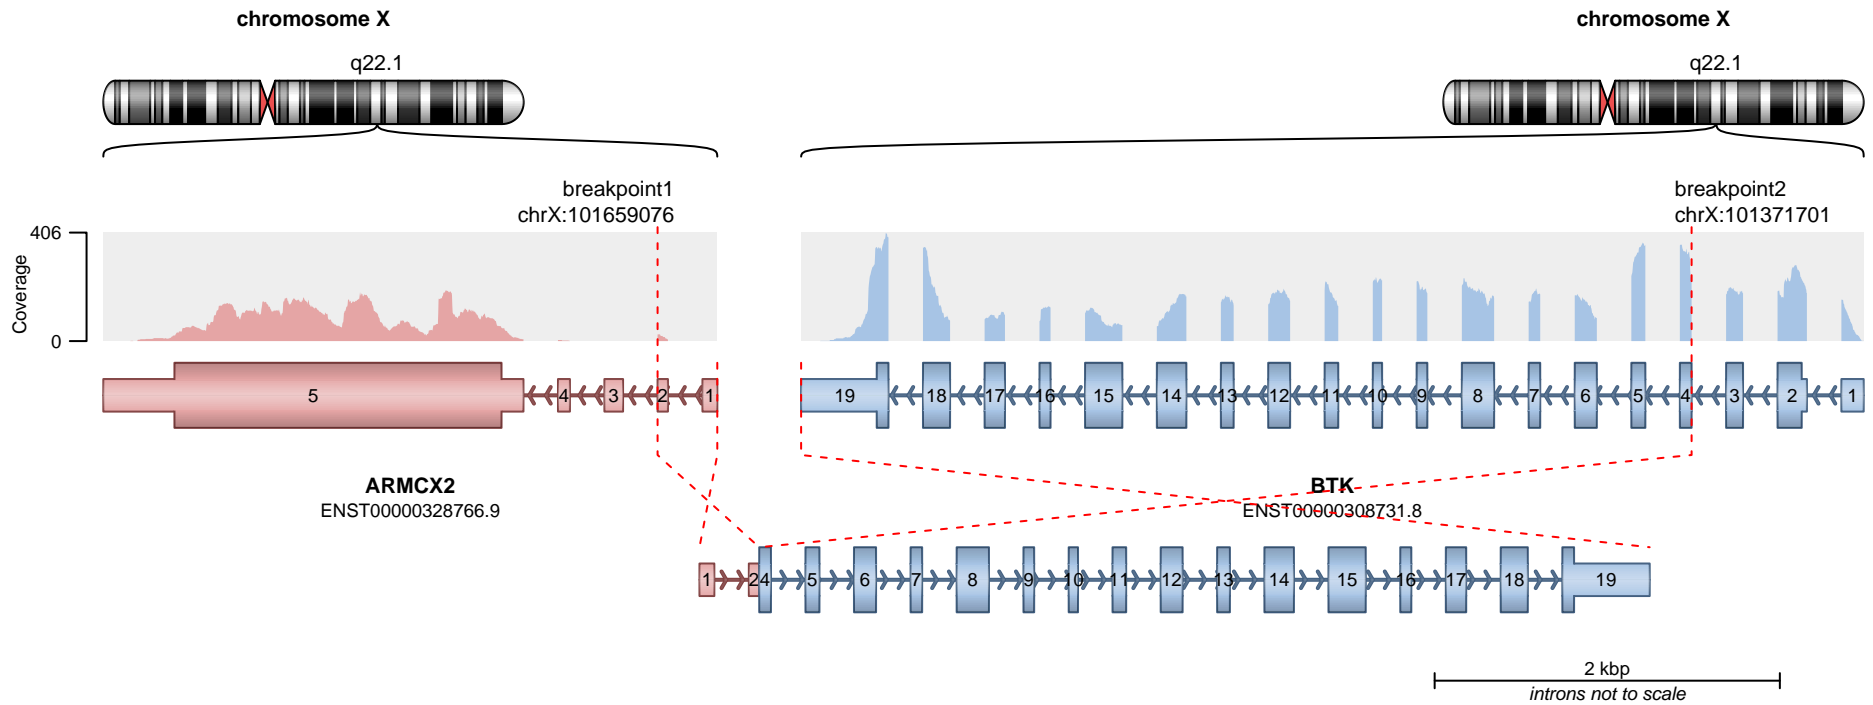 chromosome X
chromosome X
q22.1
q22.1
breakpoint1
chrX:101659076
breakpoint2
chrX:101371701
406
0
Coverage
5 4 3 2 1
19 18 17 16 15 14 13 12 11 10 9 8 7 6 5 4 3 2 1
ARMCX2
ENST00000328766.9
BTK
ENST00000308731.8
1 2 4 5 6 7 8 9 10 11 12 13 14 15 16 17 18 19
2 kbp
introns not to scale